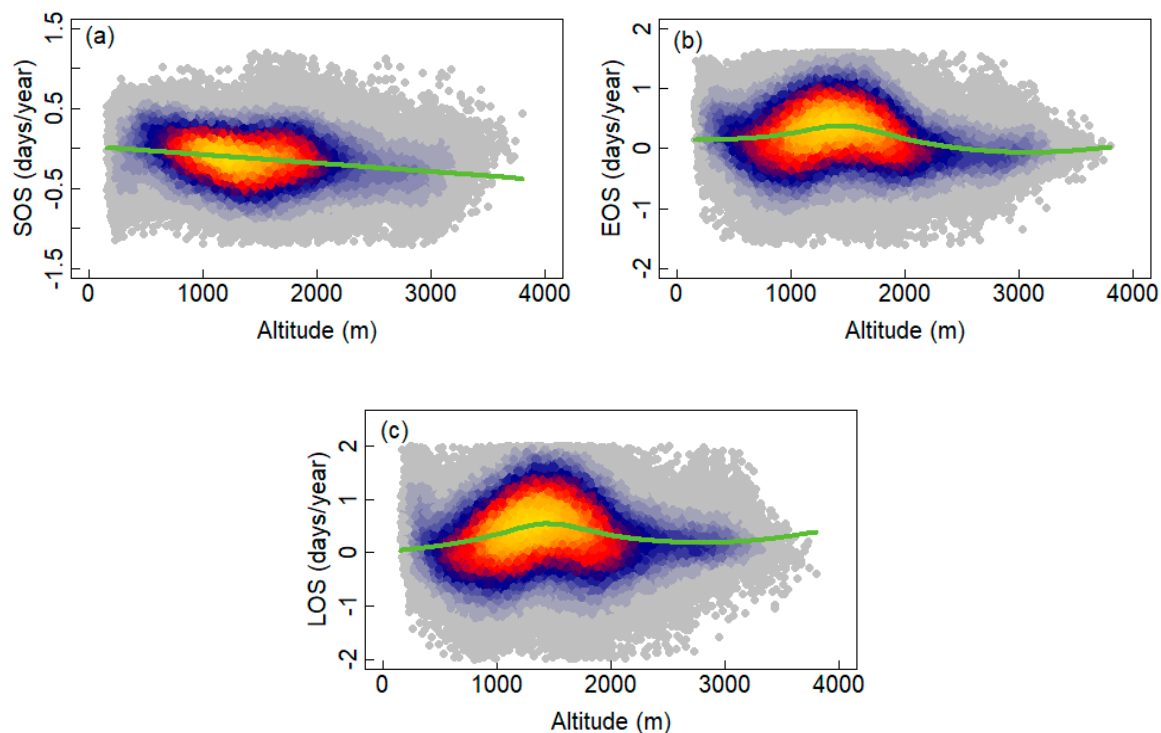 (a)
SOS (days/year)
1.5
0.5
-0.5
-1.5
0 1000 2000 3000 4000
Altitude (m)
(b)
EOS (days/year)
2
1
0
-1
-2
0 1000 2000 3000 4000
Altitude (m)
(c)
LOS (days/year)
2
1
0
-1
-2
0 1000 2000 3000 4000
Altitude (m)